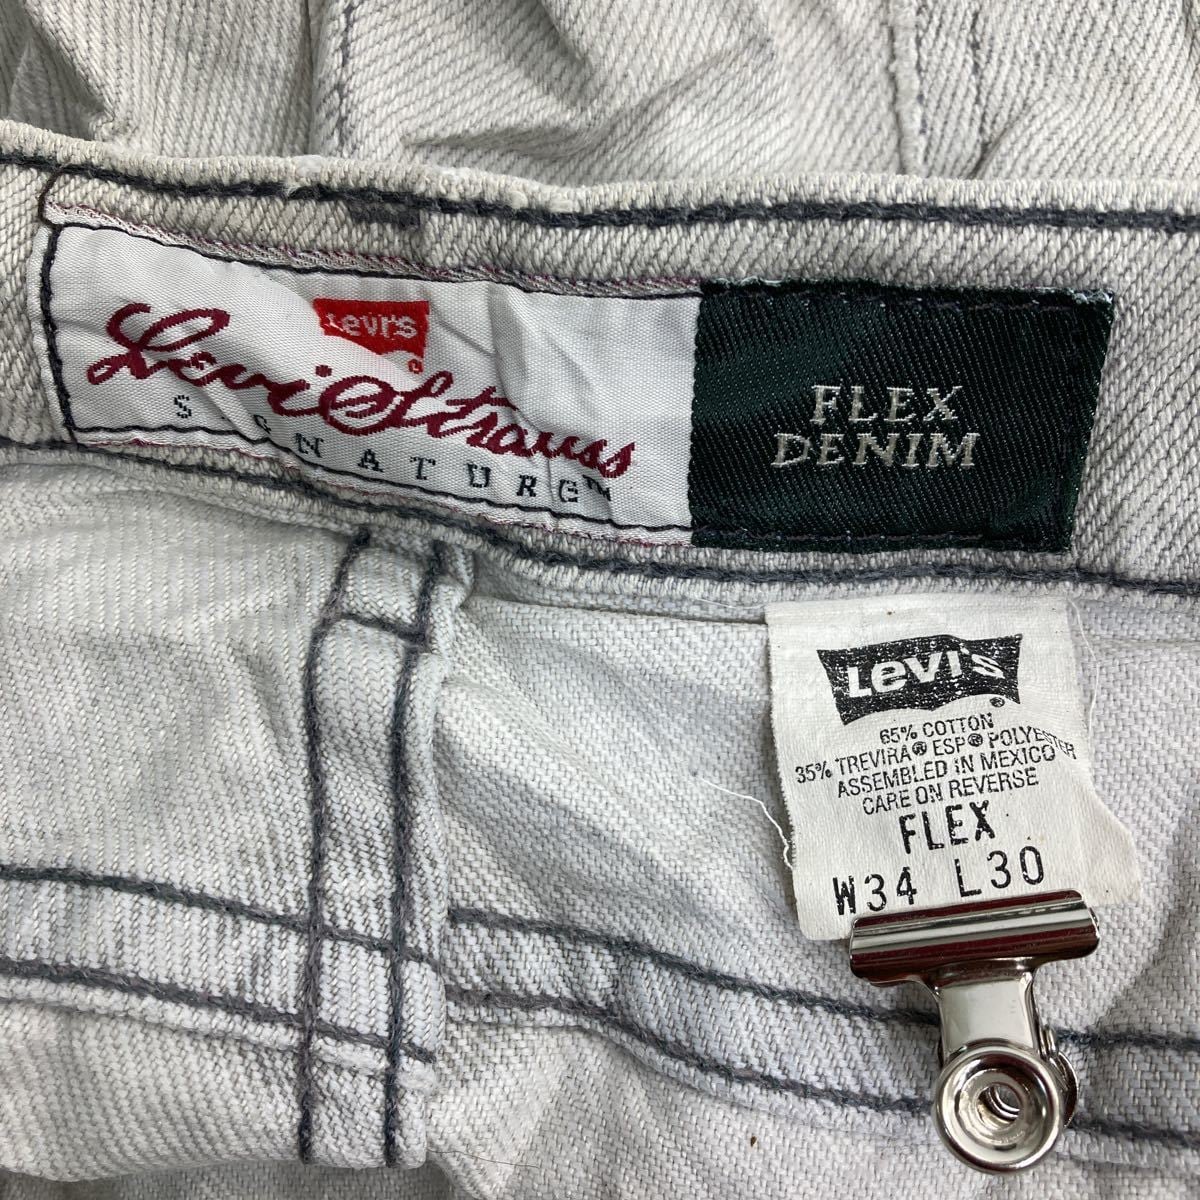 Levi's
Levi Strauss
SIGNATURE™
FLEX
DENIM
Levi's®
65% COTTON
35% TREVIRA® ESP® POLYESTER
ASSEMBLED IN MEXICO
CARE ON REVERSE
FLEX
W34 L30